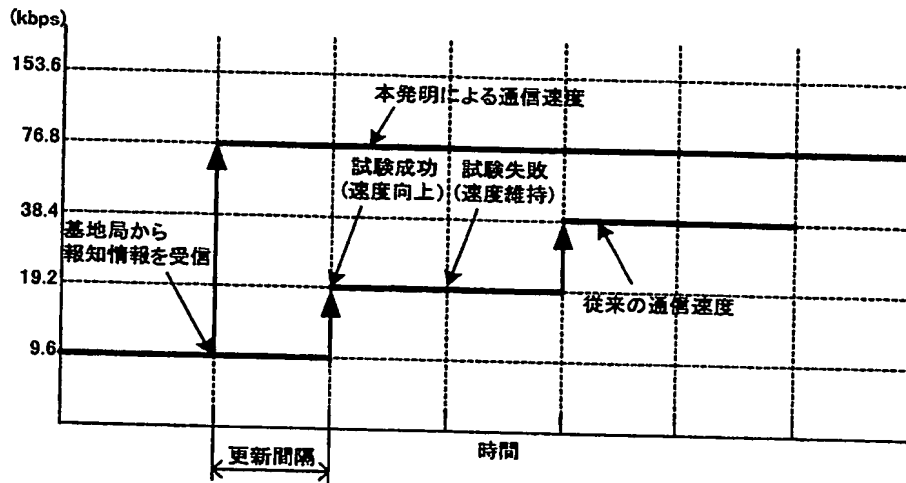 (kbps)
153.6
本発明による通信速度
76.8
試験成功
(速度向上)
試験失敗
(速度維持)
38.4
基地局から
報知情報を受信
19.2
従来の通信速度
9.6
更新間隔
時間